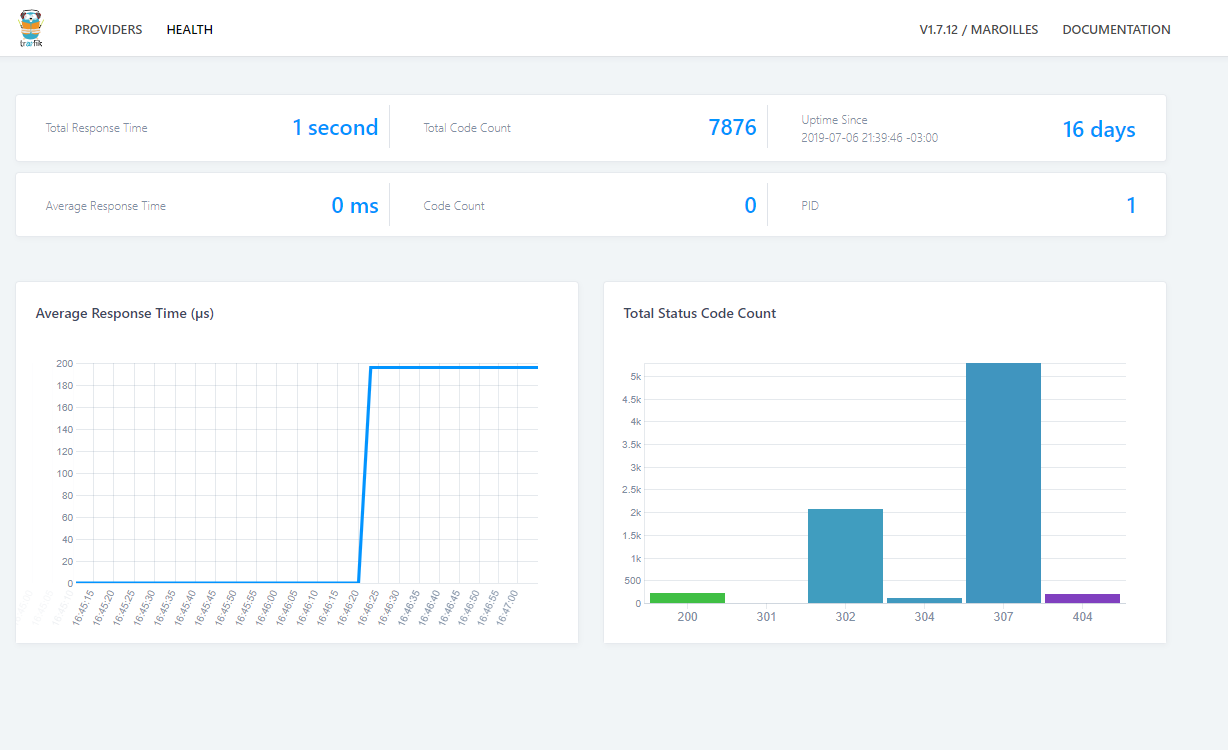 træfik
PROVIDERS HEALTH V1.7.12 / MAROILLES DOCUMENTATION
Total Response Time 1 second Total Code Count 7876 Uptime Since 2019-07-06 21:39:46 -03:00 16 days
Average Response Time 0 ms Code Count 0 PID 1
Average Response Time (µs)
200
180
160
140
120
100
80
60
40
20
0
16:45:15 16:45:20 16:45:25 16:45:30 16:45:35 16:45:40 16:45:45 16:45:50 16:45:55 16:46:00 16:46:05 16:46:10 16:46:15 16:46:20 16:46:25 16:46:30 16:46:35 16:46:40 16:46:45 16:46:50 16:46:55 16:47:00
Total Status Code Count
5k
4.5k
4k
3.5k
3k
2.5k
2k
1.5k
1k
500
0
200 301 302 304 307 404